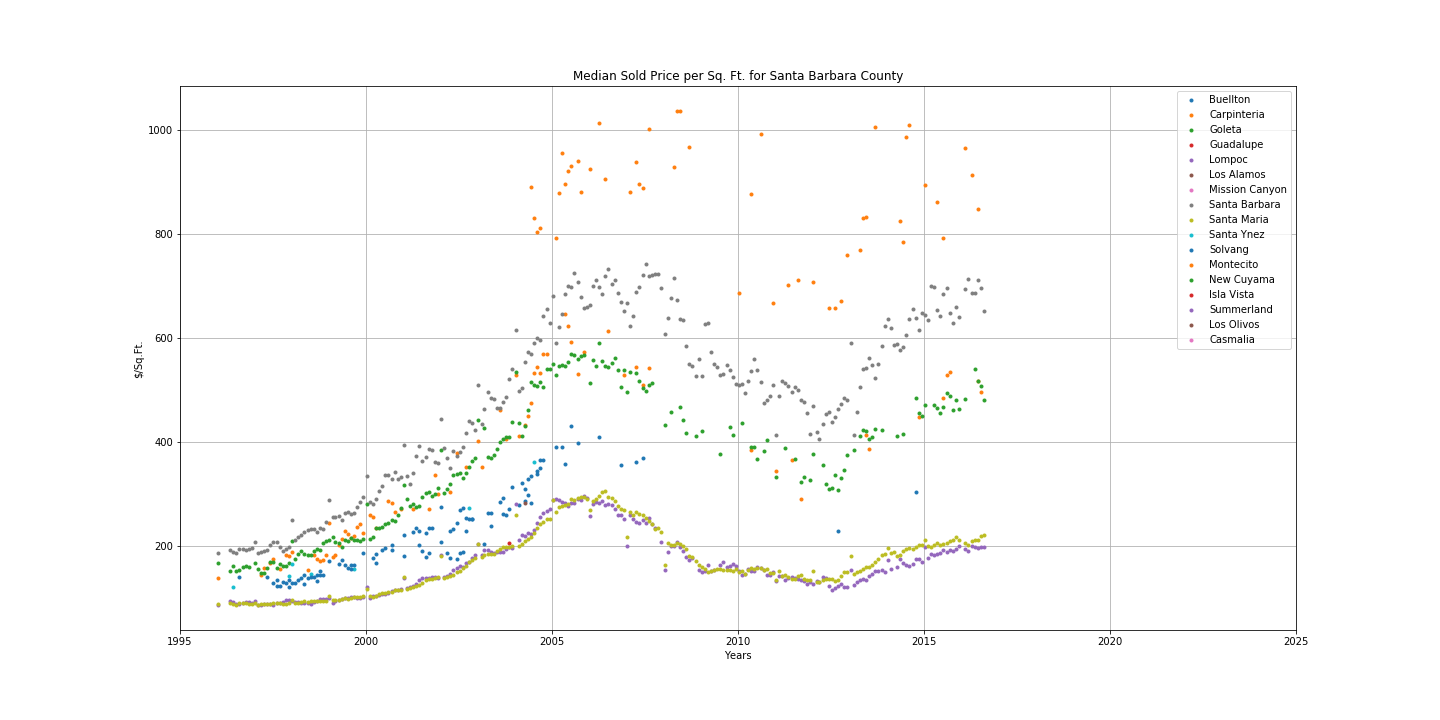 Median Sold Price per Sq. Ft. for Santa Barbara County
$/Sq.Ft.
1000
800
600
400
200
1995
2000
2005
2010
2015
2020
2025
Years
Buellton
Carpinteria
Goleta
Guadalupe
Lompoc
Los Alamos
Mission Canyon
Santa Barbara
Santa Maria
Santa Ynez
Solvang
Montecito
New Cuyama
Isla Vista
Summerland
Los Olivos
Casmalia